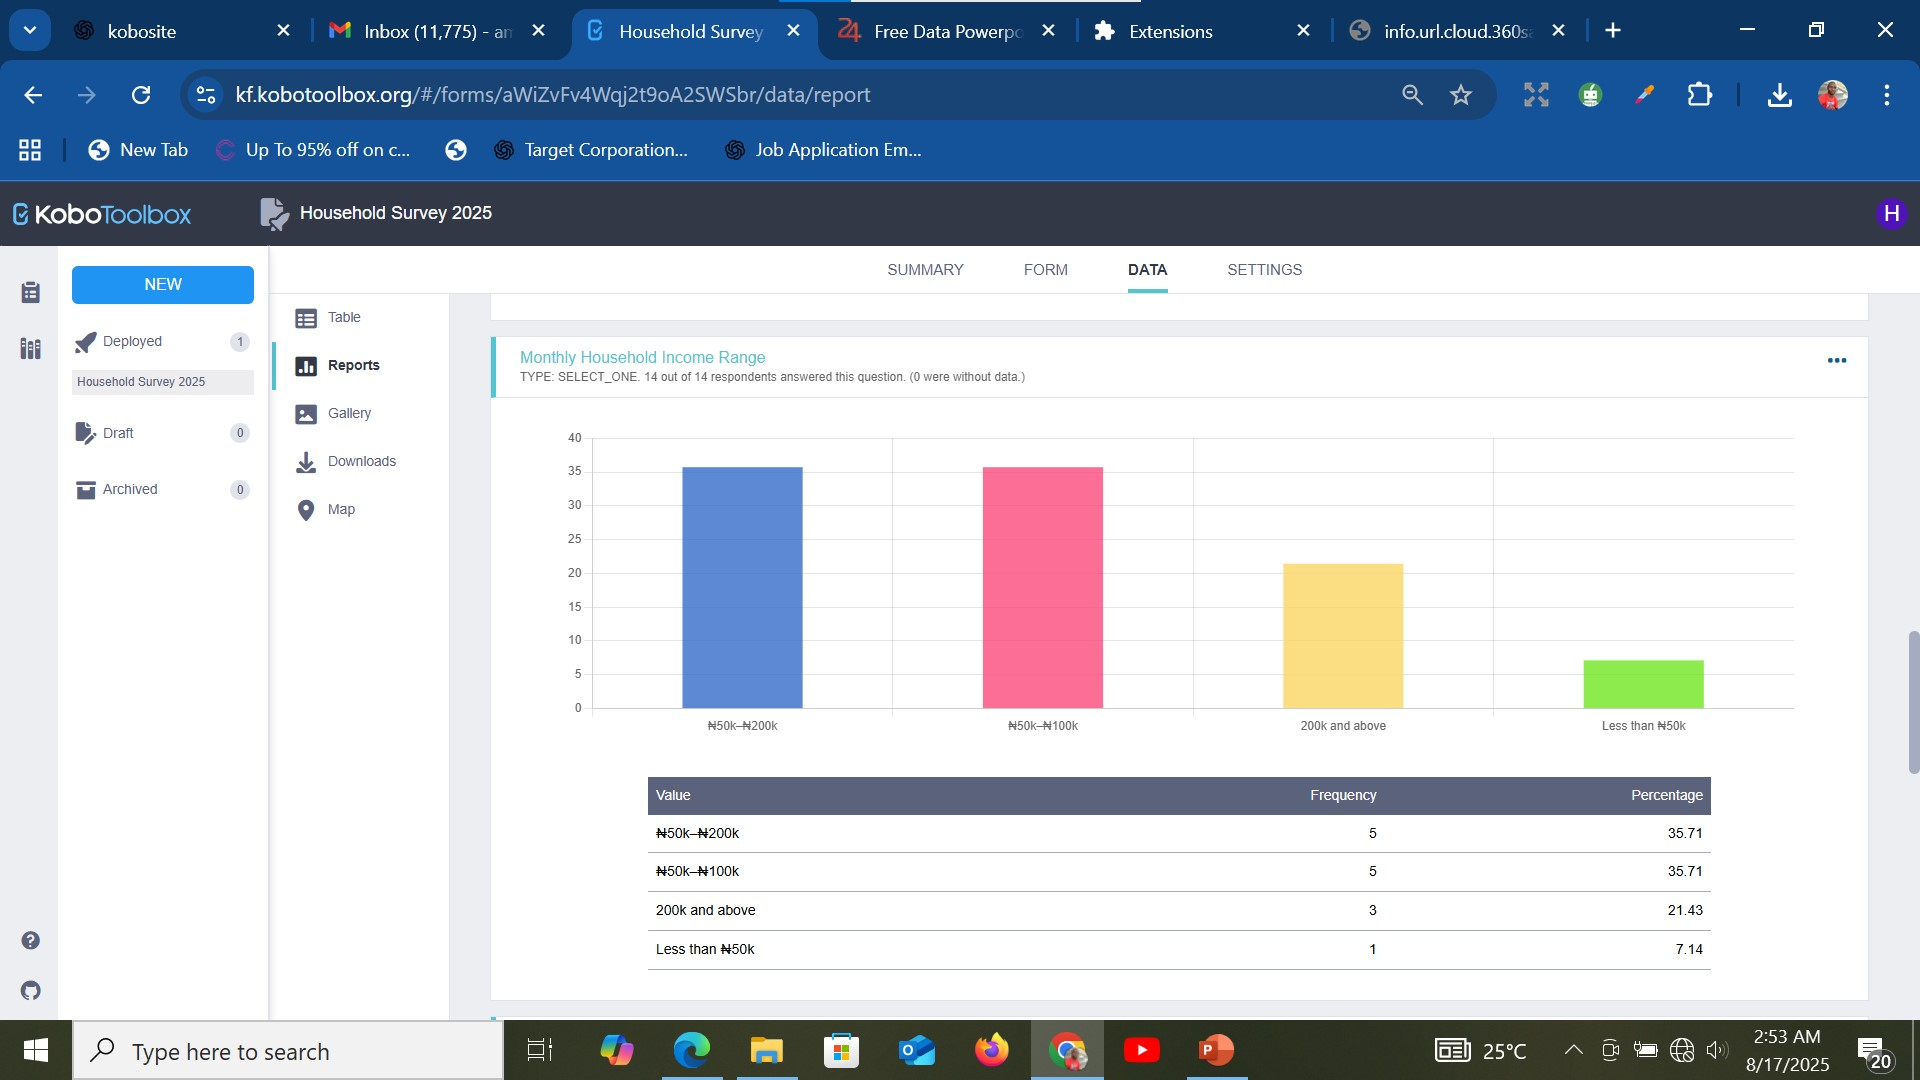 kobosite
Inbox (11,775) - an
Household Survey
Free Data Powerpo
Extensions
info.url.cloud.360sa
kf.kobotoolbox.org/#/forms/aWiZvFv4Wqj2t9oA2SWSbr/data/report
New Tab
Up To 95% off on c...
Target Corporation...
Job Application Em...
KoboToolbox
Household Survey 2025
H
NEW
Deployed
1
Household Survey 2025
Draft
0
Archived
0
SUMMARY
FORM
DATA
SETTINGS
Table
Reports
Gallery
Downloads
Map
Monthly Household Income Range
TYPE: SELECT_ONE. 14 out of 14 respondents answered this question. (0 were without data.)
40
35
30
25
20
15
10
5
0
₦50k–₦200k
₦50k–₦100k
200k and above
Less than ₦50k
Value Frequency Percentage
₦50k–₦200k 5 35.71
₦50k–₦100k 5 35.71
200k and above 3 21.43
Less than ₦50k 1 7.14
Type here to search
25°C
2:53 AM
8/17/2025
20